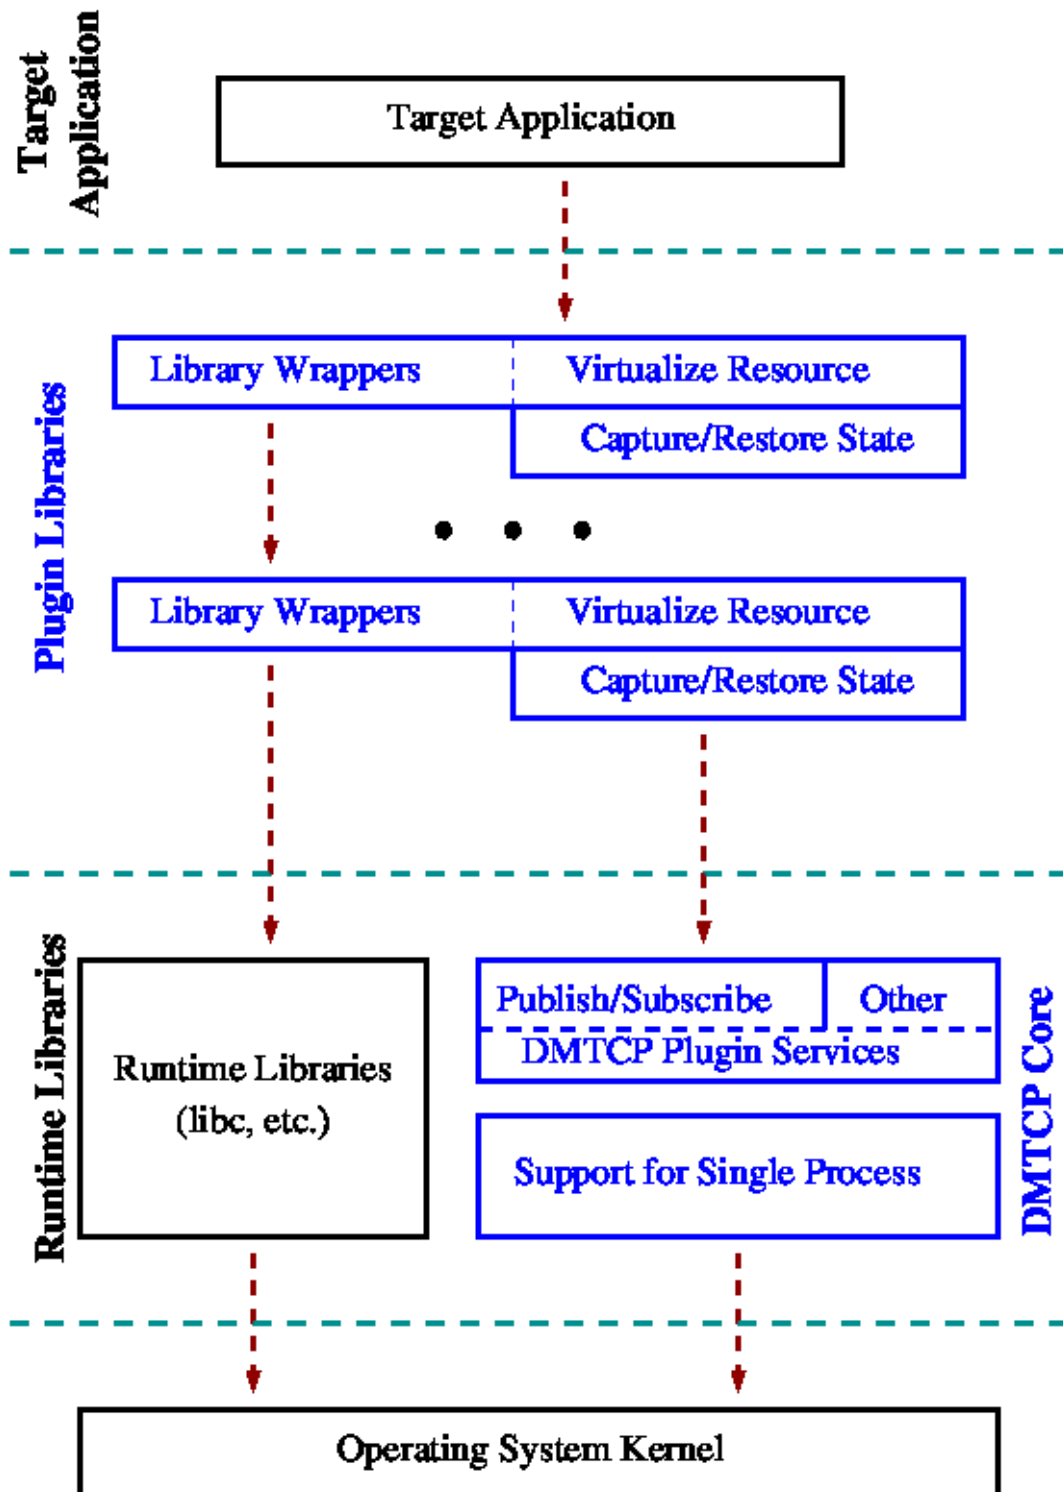 Target
Application
Target Application
Plugin Libraries
Library Wrappers
Virtualize Resource
Capture/Restore State
Library Wrappers
Virtualize Resource
Capture/Restore State
Runtime Libraries
Runtime Libraries
(libc, etc.)
Publish/Subscribe
Other
DMTCP Plugin Services
Support for Single Process
DMTCP Core
Operating System Kernel